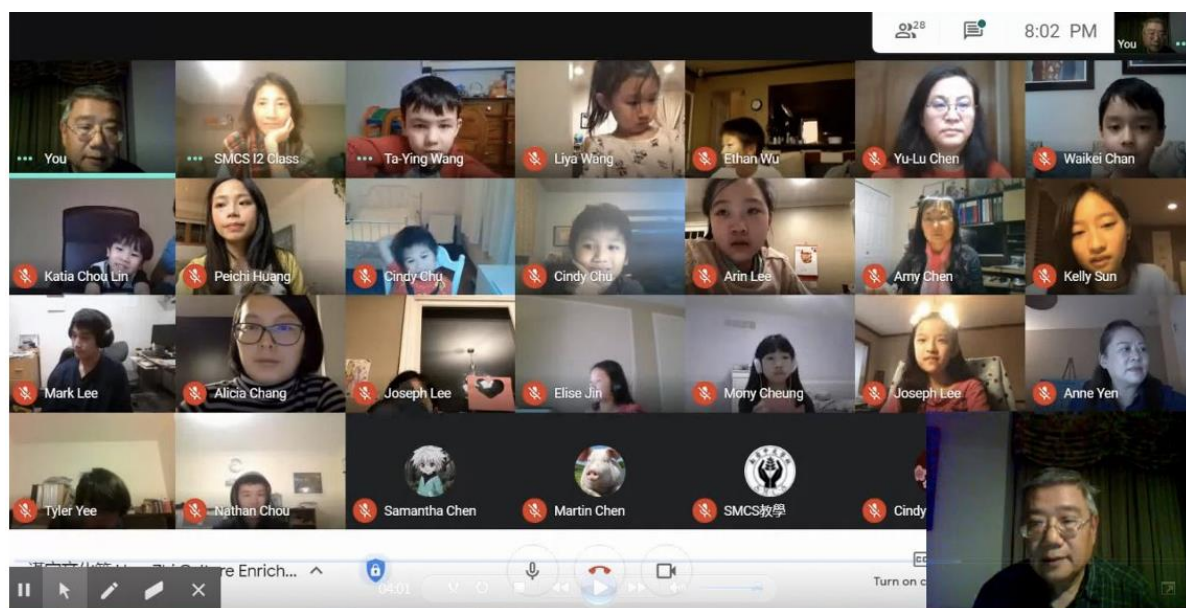 28
8:02 PM
You
You
SMCS I2 Class
Ta-Ying Wang
Liya Wang
Ethan Wu
Yu-Lu Chen
Waikei Chan
Katia Chou Lin
Peichi Huang
Cindy Chu
Cindy Chu
Arin Lee
Amy Chen
Kelly Sun
Mark Lee
Alicia Chang
Joseph Lee
Elise Jin
Mony Cheung
Joseph Lee
Anne Yen
Tyler Yee
Nathan Chou
Samantha Chen
Martin Chen
SMCS教學
Cindy
Enrich...
04:01
Turn on